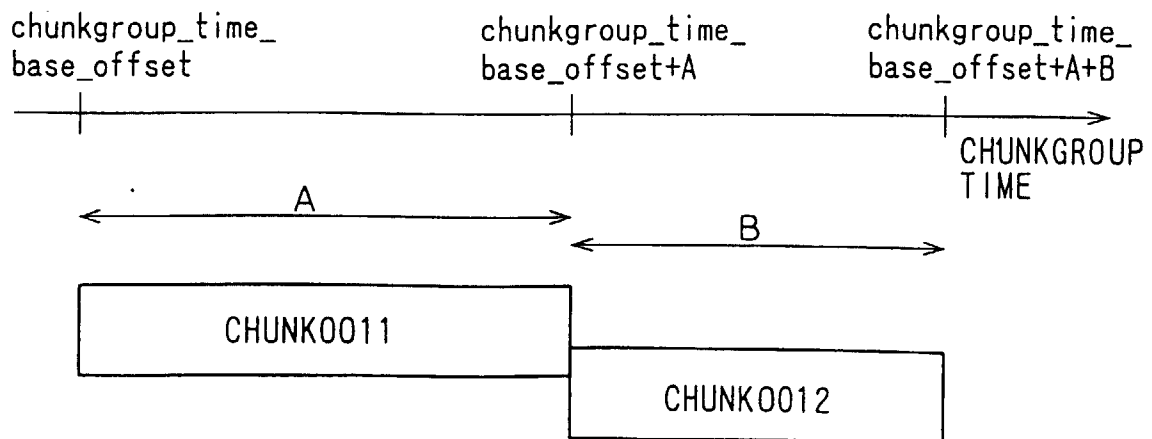 chunkgroup_time_
base_offset
chunkgroup_time_
base_offset+A
chunkgroup_time_
base_offset+A+B
CHUNKGROUP
TIME
A
B
CHUNK0011
CHUNK0012